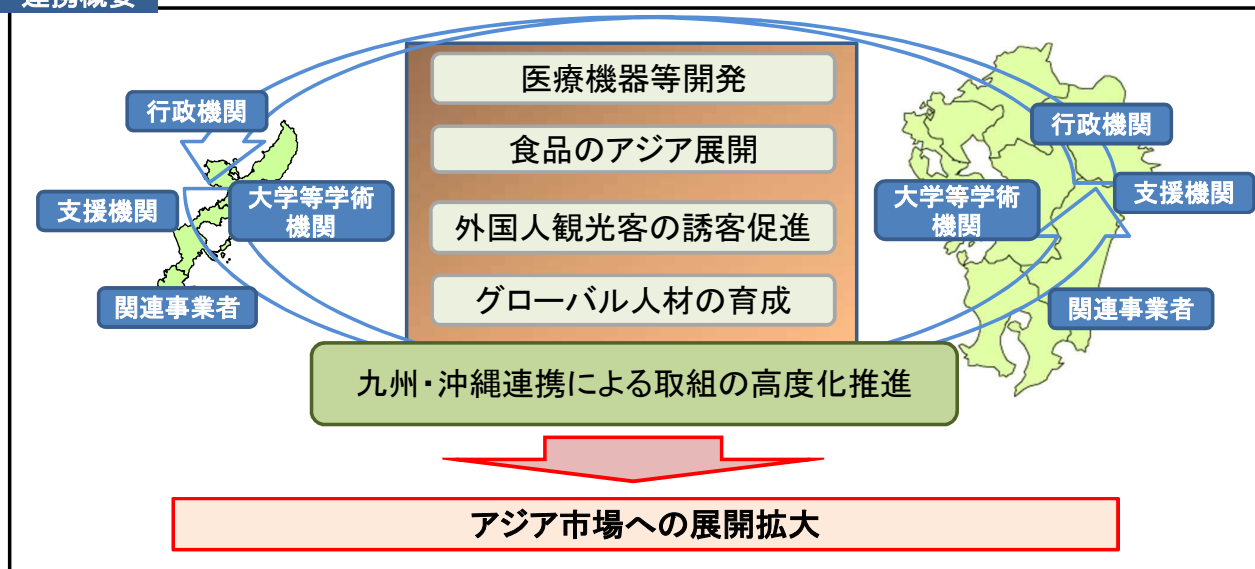 連携概要
医療機器等開発
食品のアジア展開
外国人観光客の誘客促進
グローバル人材の育成
行政機関
支援機関
大学等学術
機関
関連事業者
行政機関
大学等学術
機関
支援機関
関連事業者
九州・沖縄連携による取組の高度化推進
アジア市場への展開拡大